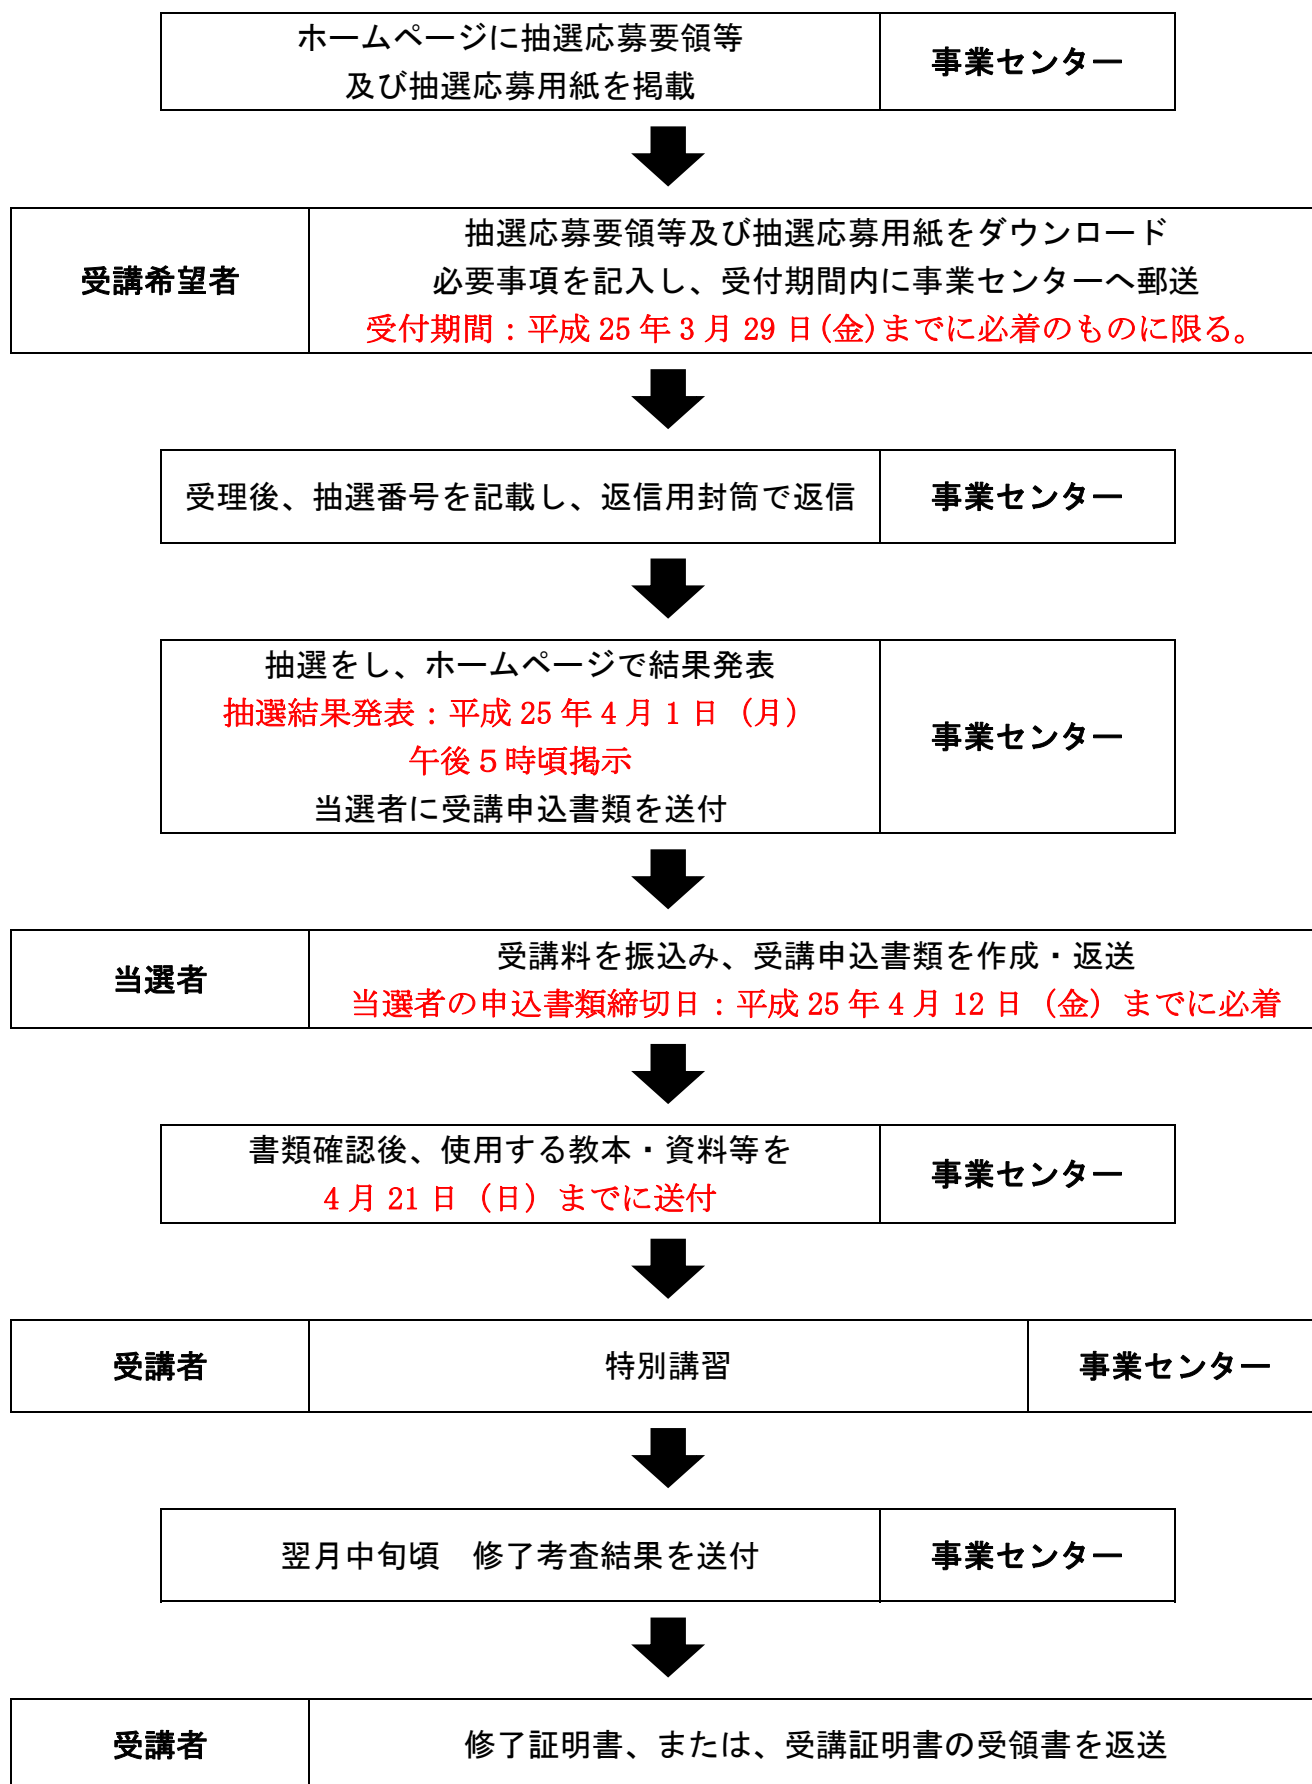 ホームページに抽選応募要領等
及び抽選応募用紙を掲載
事業センター
受講希望者
抽選応募要領等及び抽選応募用紙をダウンロード
必要事項を記入し、受付期間内に事業センターへ郵送
受付期間：平成 25 年 3 月 29 日(金)までに必着のものに限る。
受理後、抽選番号を記載し、返信用封筒で返信
事業センター
抽選をし、ホームページで結果発表
抽選結果発表：平成 25 年 4 月 1 日（月）
午後５時頃掲示
当選者に受講申込書類を送付
事業センター
当選者
受講料を振込み、受講申込書類を作成・返送
当選者の申込書類締切日：平成 25 年 4 月 12 日（金）までに必着
書類確認後、使用する教本・資料等を
4 月 21 日（日）までに送付
事業センター
受講者
特別講習
事業センター
翌月中旬頃　修了考査結果を送付
事業センター
受講者
修了証明書、または、受講証明書の受領書を返送